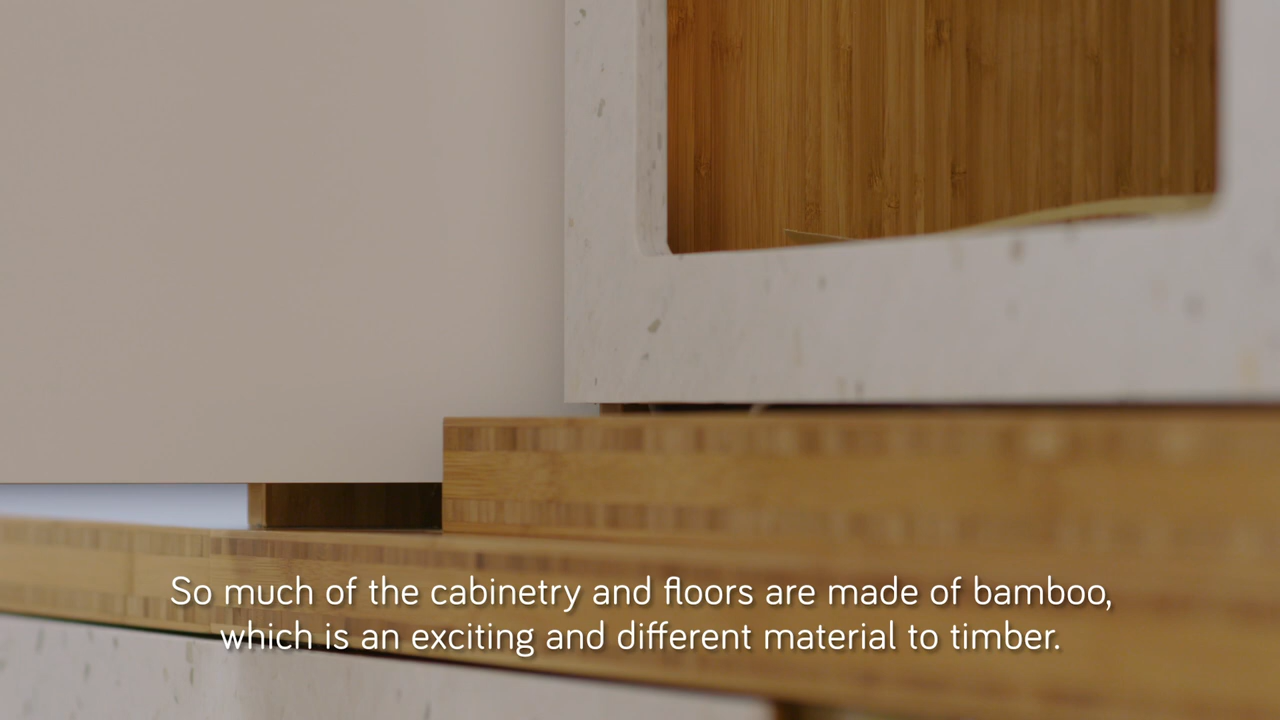 So much of the cabinetry and floors are made of bamboo,
which is an exciting and different material to timber.